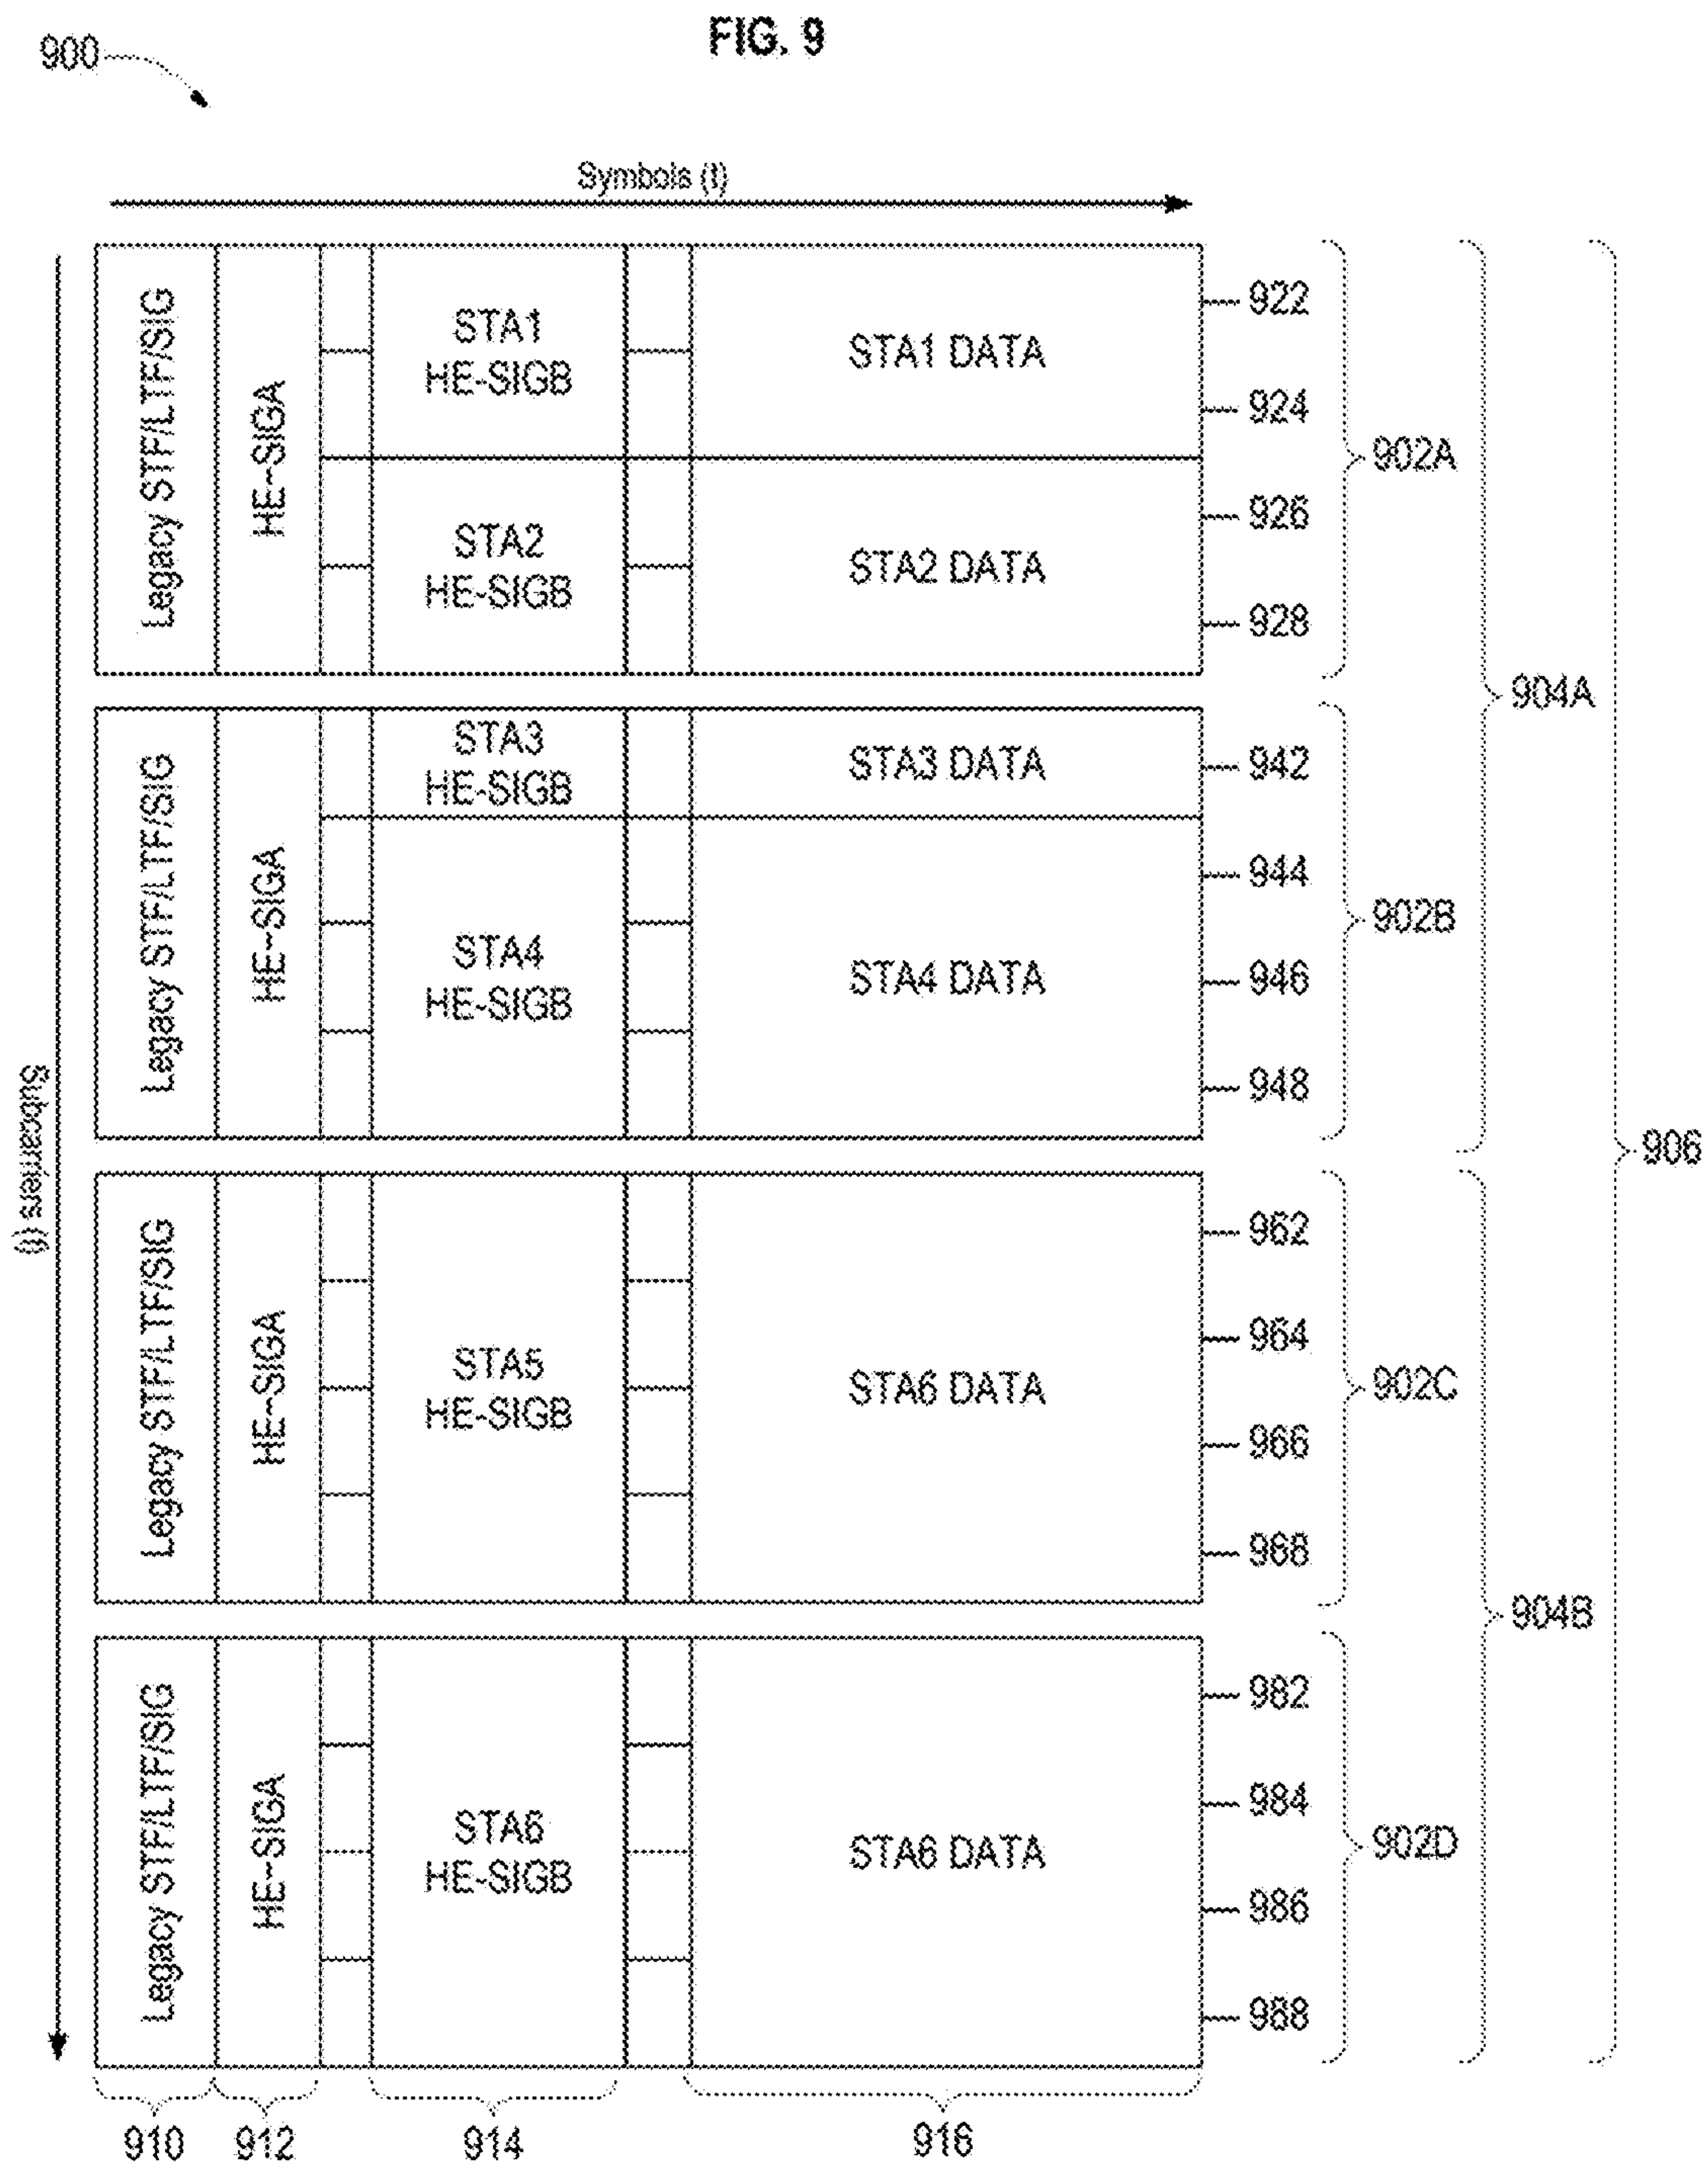 FIG. 9
900
Symbols (t)
Subcarriers (f)
Legacy STF/LTF/SIG
HE-SIGA
STA1
HE-SIGB
STA1 DATA
922
924
STA2
HE-SIGB
STA2 DATA
926
928
902A
Legacy STF/LTF/SIG
HE-SIGA
STA3
HE-SIGB
STA3 DATA
942
STA4
HE-SIGB
STA4 DATA
944
946
948
902B
904A
Legacy STF/LTF/SIG
HE-SIGA
STA5
HE-SIGB
STA6 DATA
962
964
966
968
902C
Legacy STF/LTF/SIG
HE-SIGA
STA6
HE-SIGB
STA6 DATA
982
984
986
988
902D
904B
906
910
912
914
916